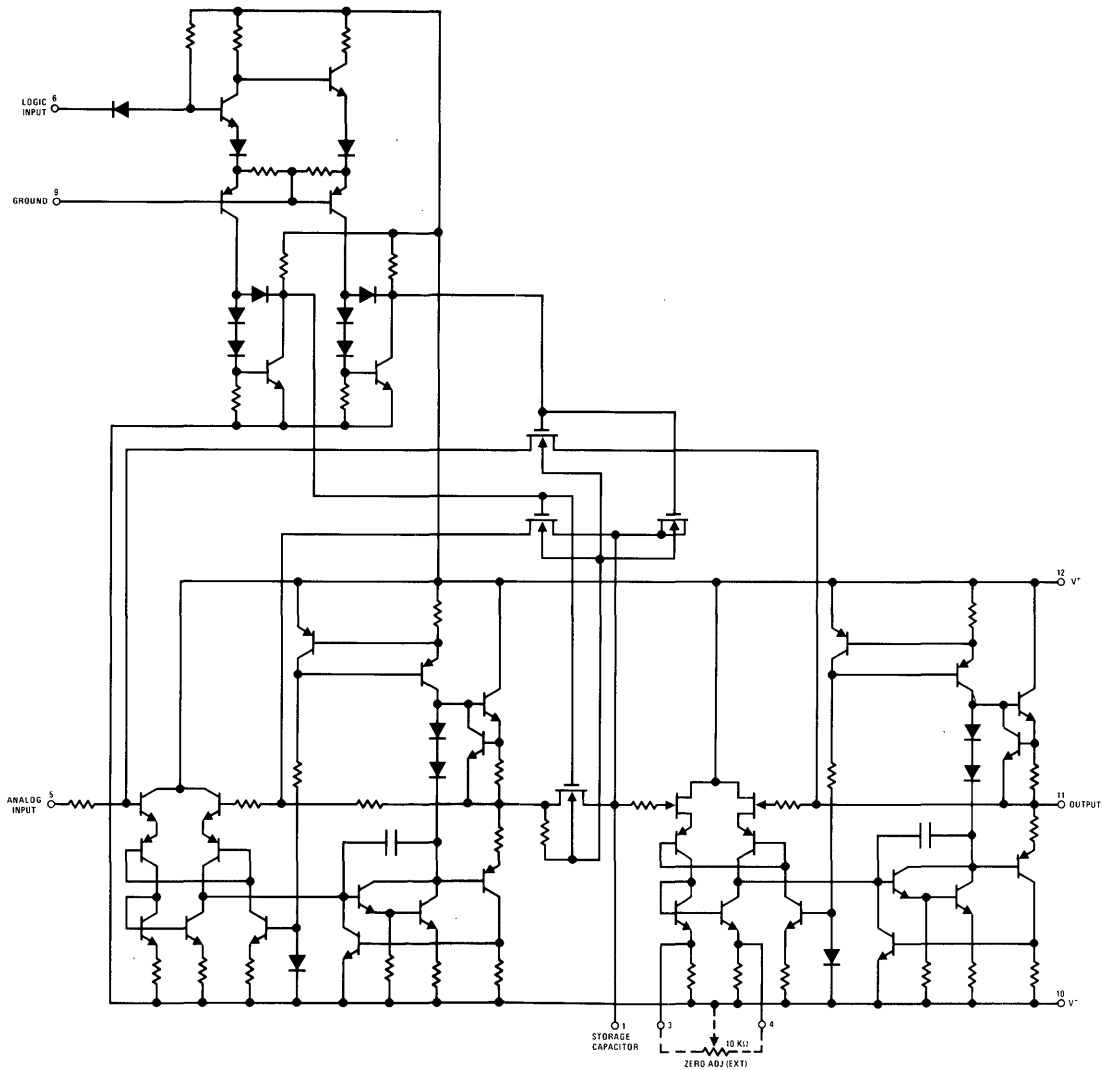 LOGIC 6
INPUT
9
GROUND
12
V+
5
ANALOG
INPUT
11
OUTPUT
10
V-
1
STORAGE
CAPACITOR
3
4
10 KΩ
ZERO ADJ (EXT)